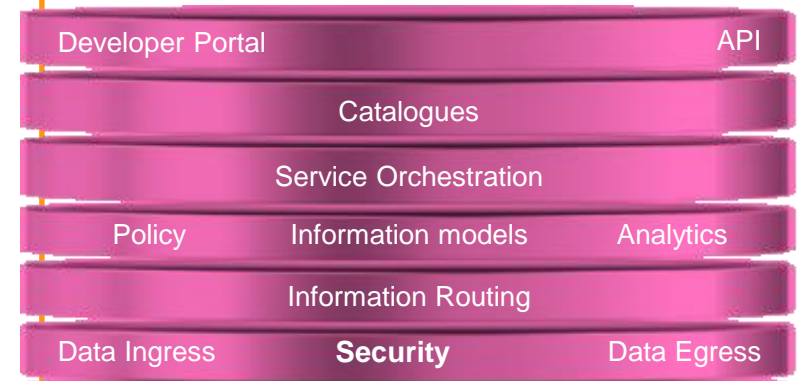 Developer Portal API
Catalogues
Service Orchestration
Policy Information models Analytics
Information Routing
Data Ingress Security Data Egress